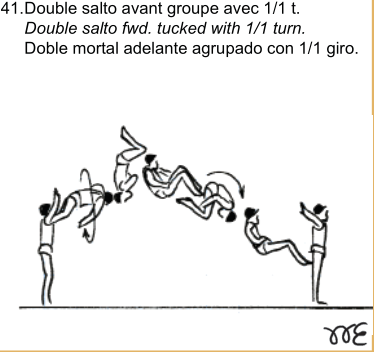 41.Double salto avant groupe avec 1/1 t.
Double salto fwd. tucked with 1/1 turn.
Doble mortal adelante agrupado con 1/1 giro.